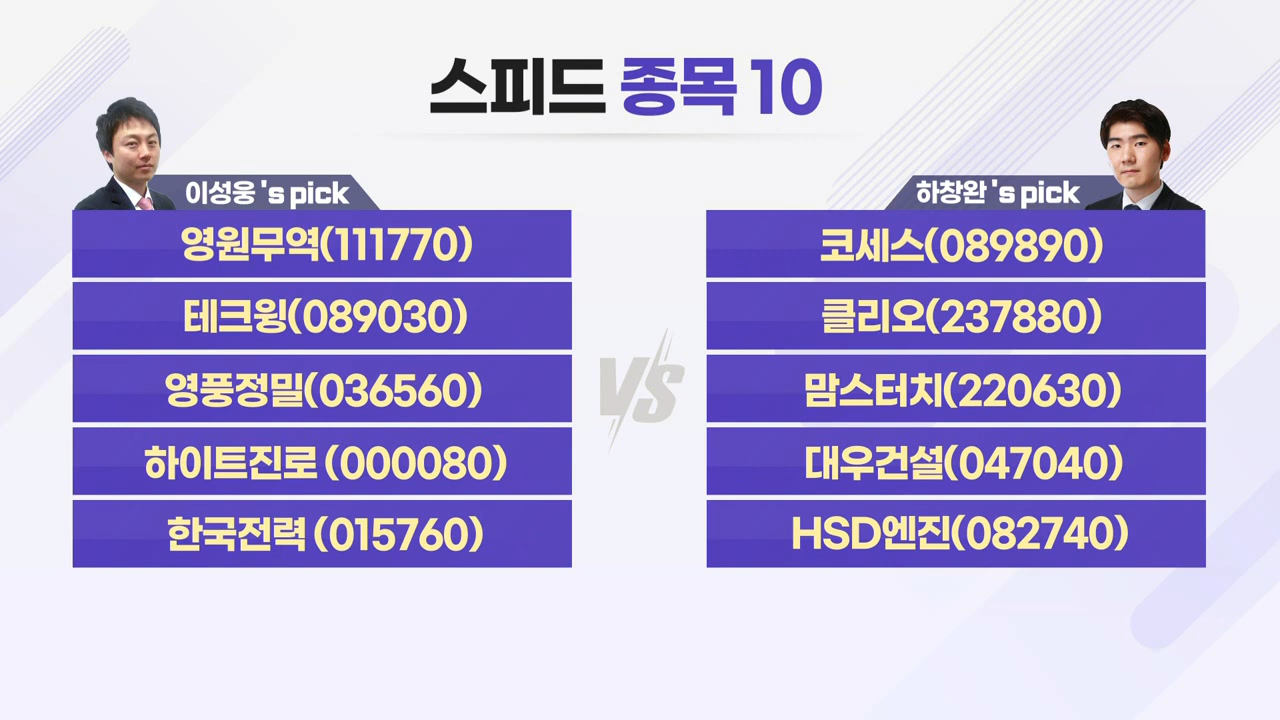 스피드 종목 10
이성웅 's pick
영원무역(111770)
테크윙(089030)
영풍정밀(036560)
하이트진로 (000080)
한국전력 (015760)
VS
하창완 's pick
코세스(089890)
클리오(237880)
맘스터치(220630)
대우건설(047040)
HSD엔진(082740)